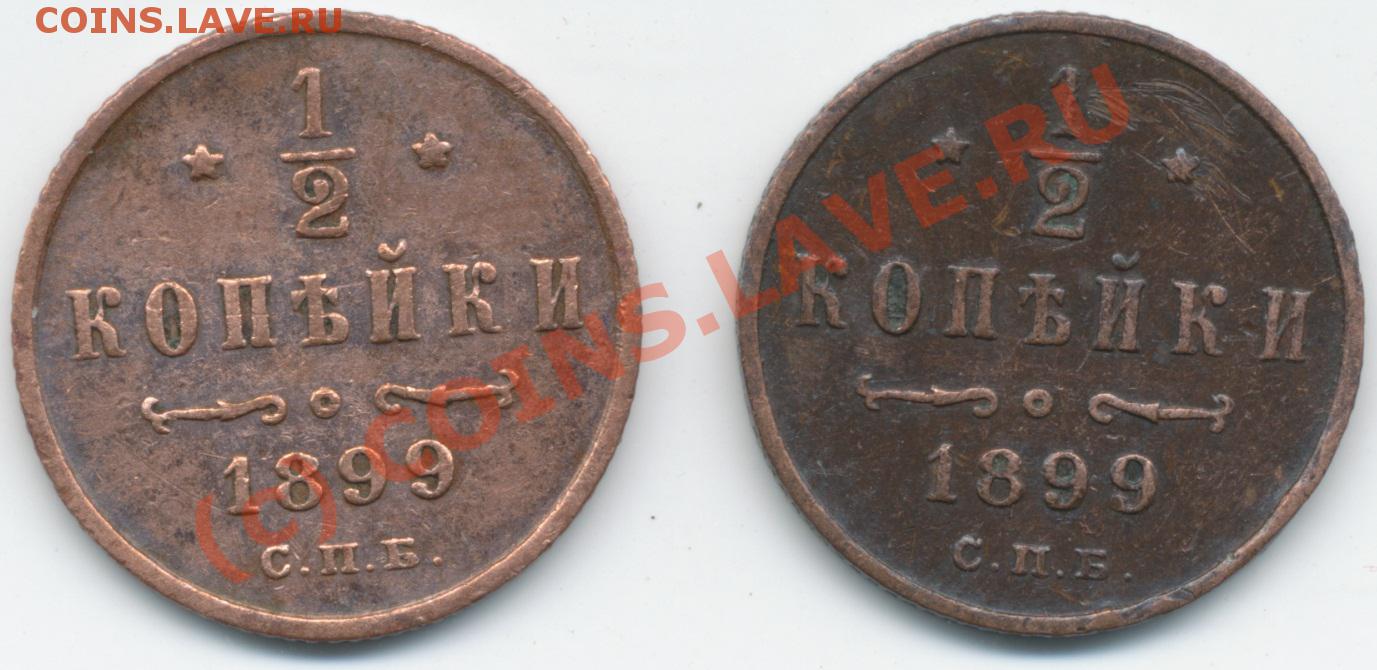 COINS.LAVE.RU
1
2
КОПѢЙКИ
1899
С.П.Б.
1
2
КОПѢЙКИ
1899
С.П.Б.
(c) COINS.LAVE.RU